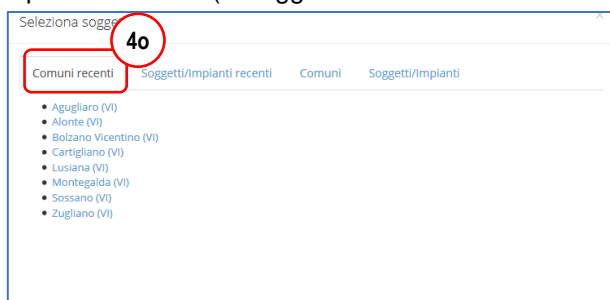 Seleziona sogge
×
4o
Comuni recenti Soggetti/Impianti recenti Comuni Soggetti/Impianti
• Agugliaro (VI)
• Alonte (VI)
• Bolzano Vicentino (VI)
• Cartigliano (VI)
• Lusiana (VI)
• Montegalda (VI)
• Sossano (VI)
• Zugliano (VI)